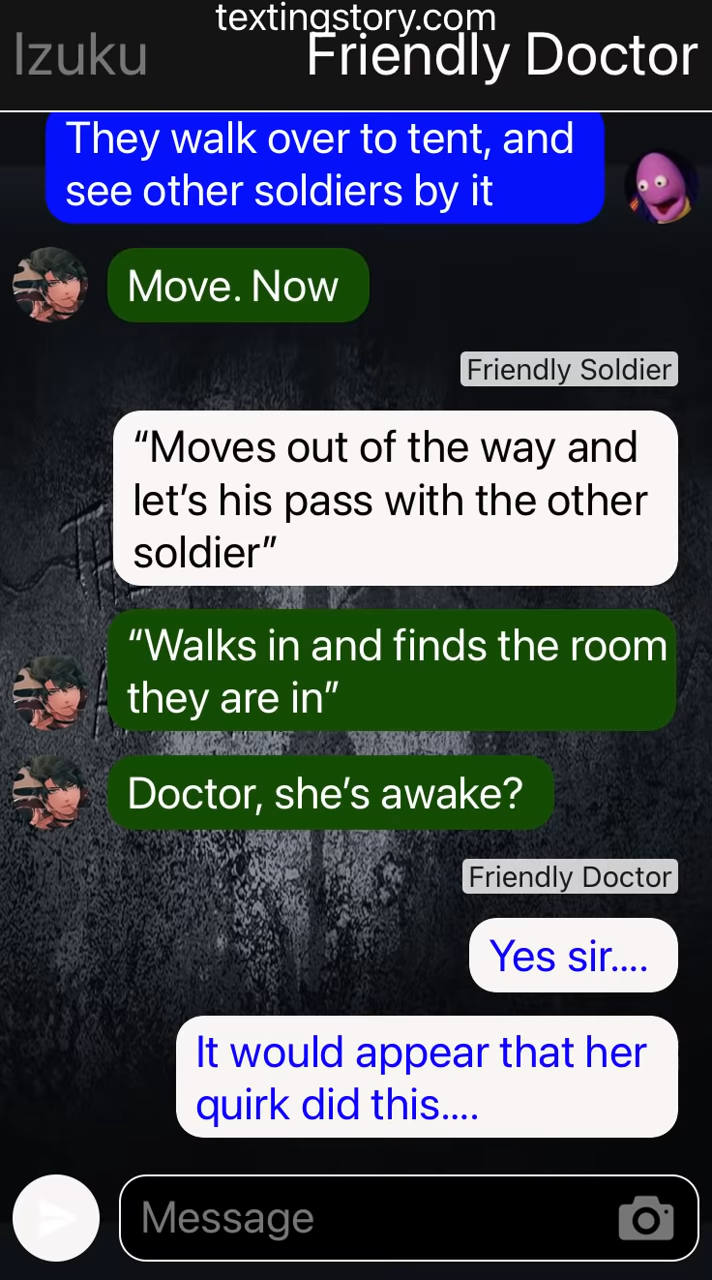 textingstory.com
Izuku
Friendly Doctor
They walk over to tent, and
see other soldiers by it
Move. Now
Friendly Soldier
“Moves out of the way and
let’s his pass with the other
soldier”
“Walks in and finds the room
they are in”
Doctor, she’s awake?
Friendly Doctor
Yes sir....
It would appear that her
quirk did this....
Message